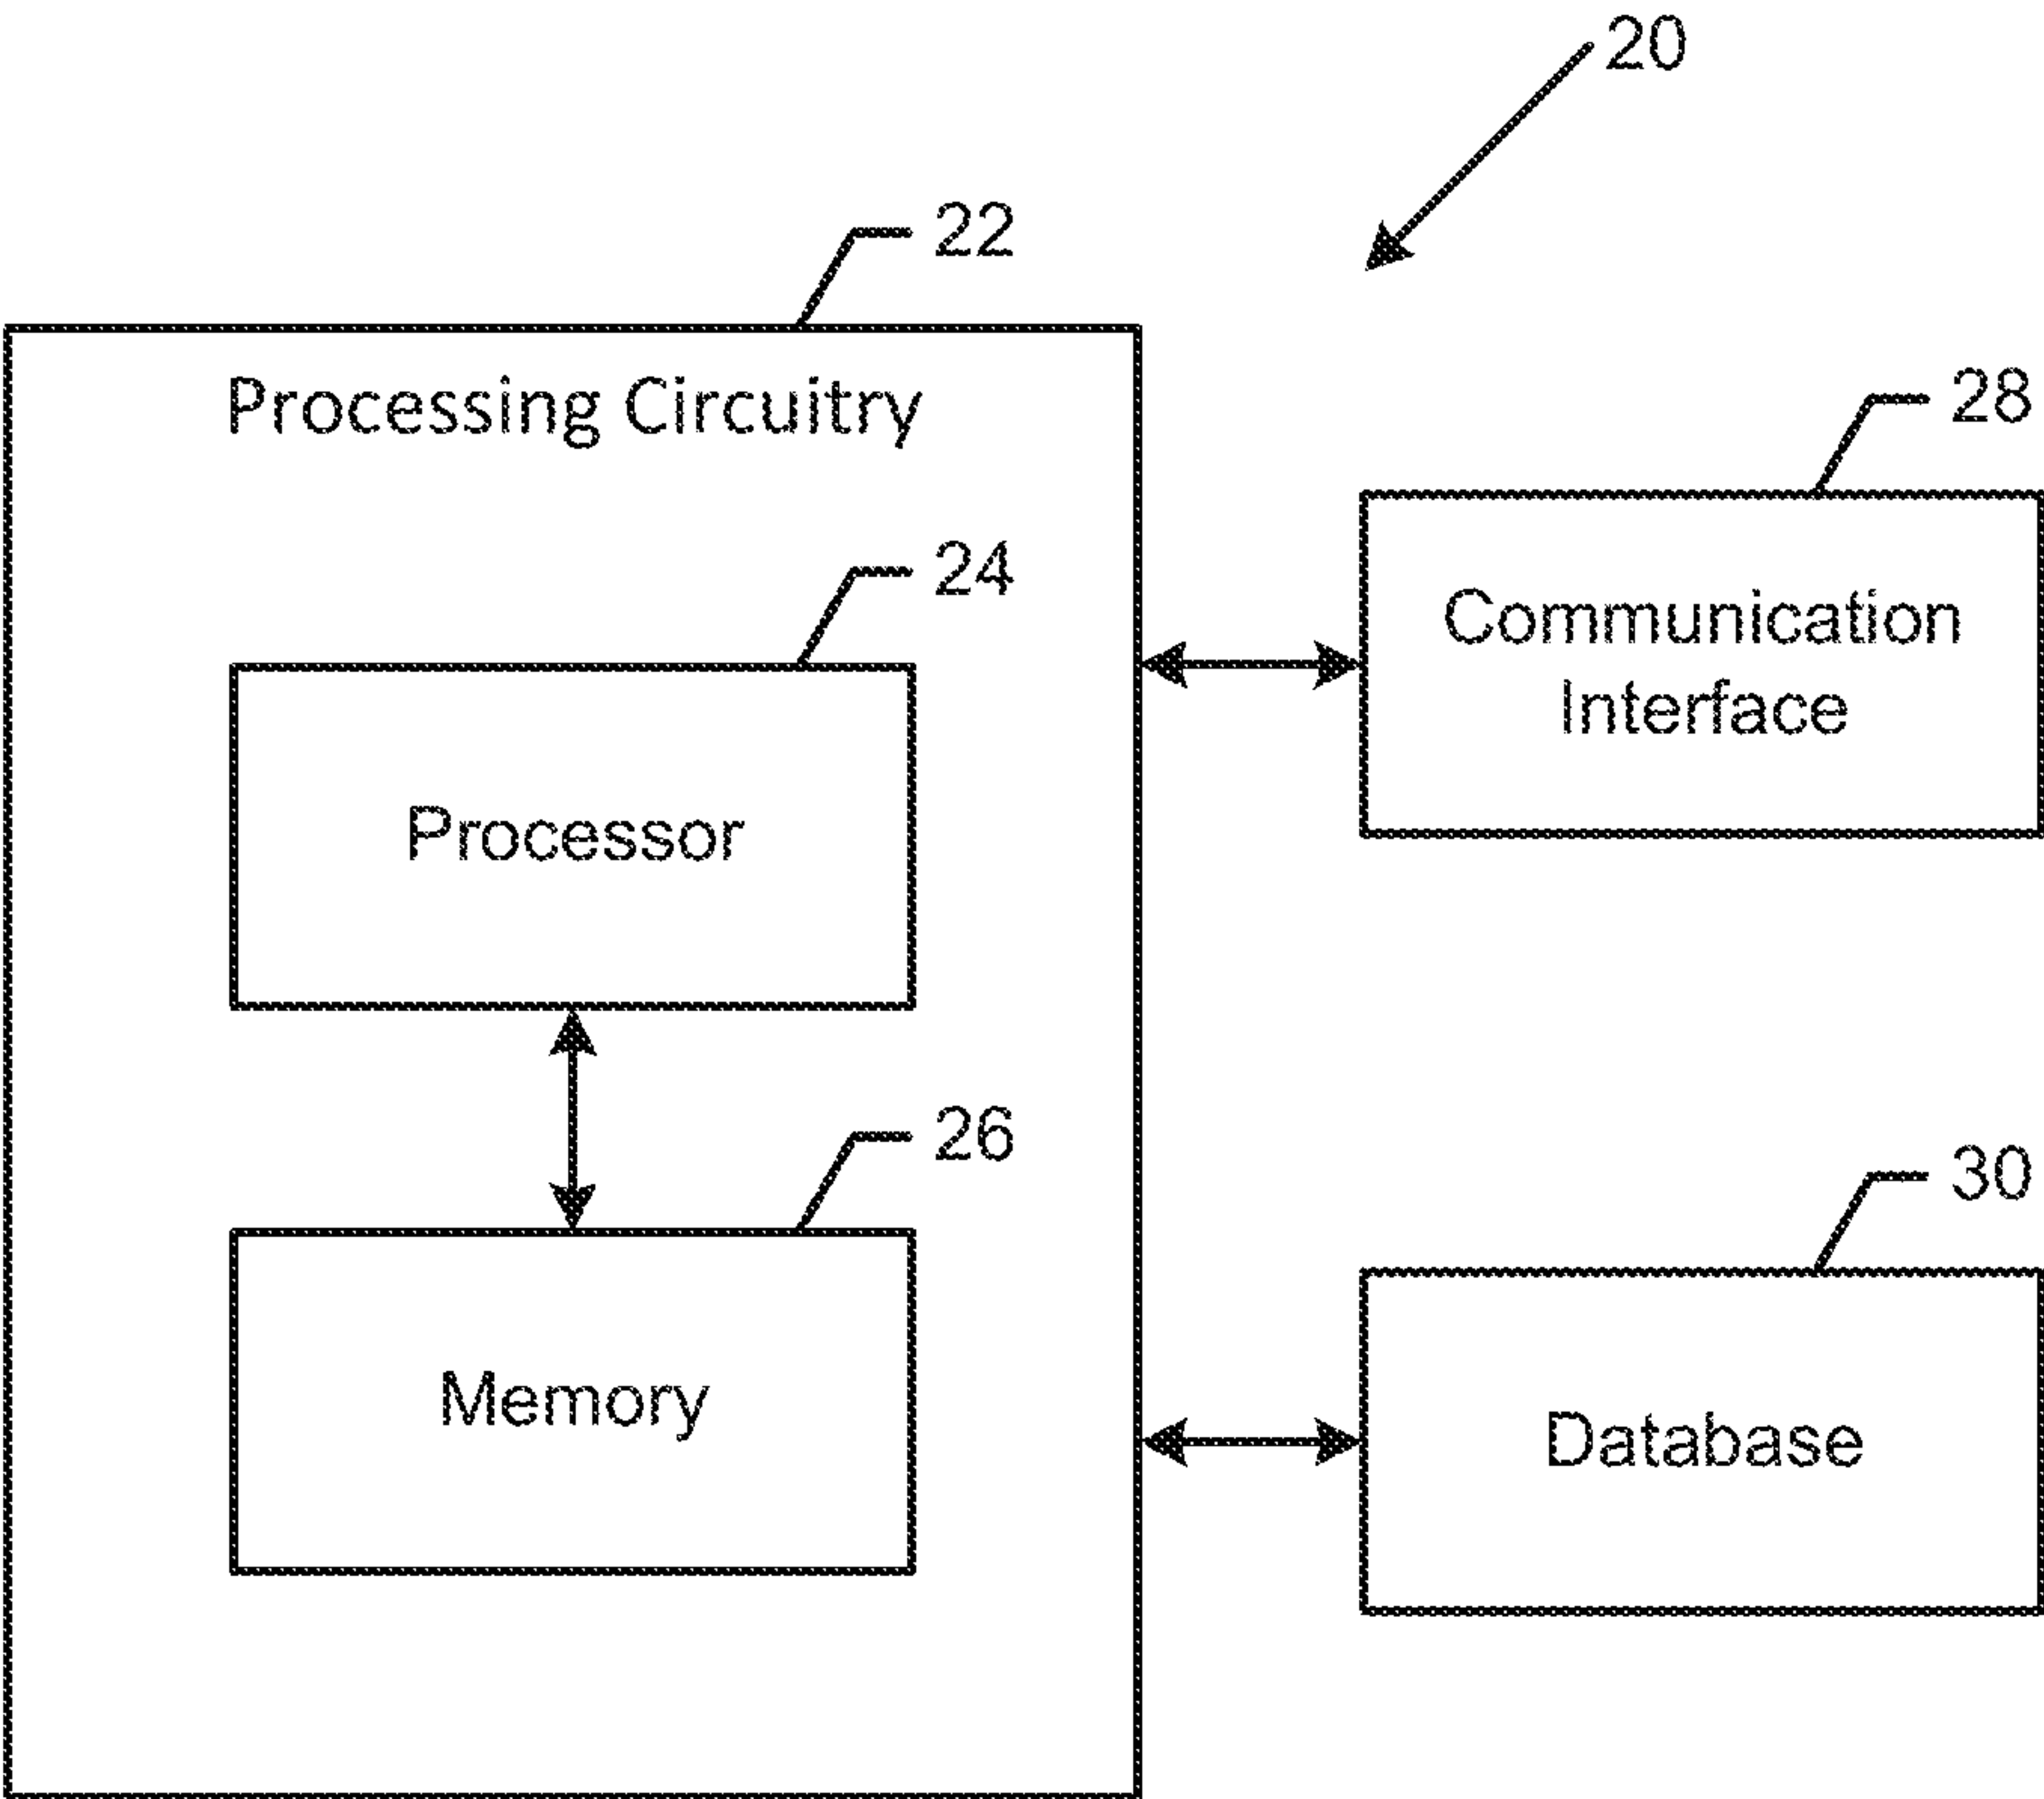 20
22
Processing Circuitry
28
Communication
Interface
24
Processor
26
Memory
30
Database